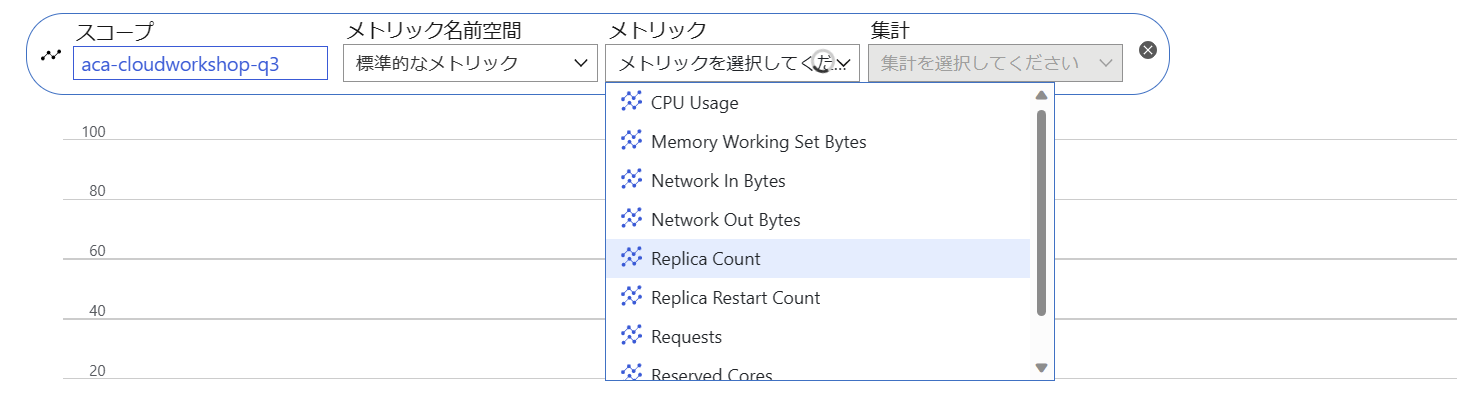 スコープ
メトリック名前空間
メトリック
集計
aca-cloudworkshop-q3
標準的なメトリック
メトリックを選択してくだ...
集計を選択してください
CPU Usage
Memory Working Set Bytes
Network In Bytes
Network Out Bytes
Replica Count
Replica Restart Count
Requests
Reserved Cores
100
80
60
40
20